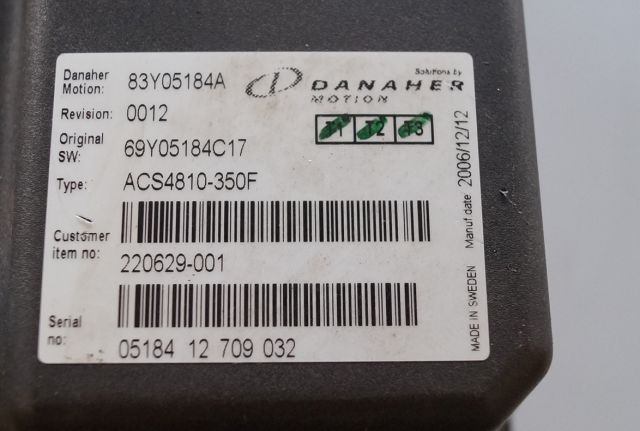 Danaher Motion: 83Y05184A
Revision: 0012
Original SW: 69Y05184C17
Type: ACS4810-350F
Customer item no: 220629-001
Serial no: 05184 12 709 032
Solutions by
DANAHER
MOTION
T1 T2 T3
MADE IN SWEDEN Manuf date 2006/12/12